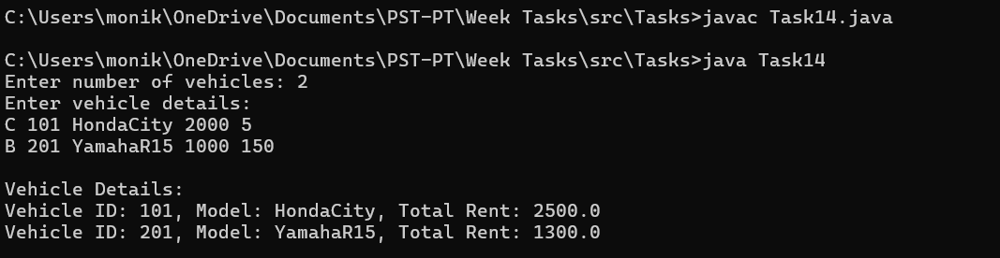 C:\Users\monik\OneDrive\Documents\PST-PT\Week Tasks\src\Tasks>javac Task14.java
C:\Users\monik\OneDrive\Documents\PST-PT\Week Tasks\src\Tasks>java Task14
Enter number of vehicles: 2
Enter vehicle details:
C 101 HondaCity 2000 5
B 201 YamahaR15 1000 150
Vehicle Details:
Vehicle ID: 101, Model: HondaCity, Total Rent: 2500.0
Vehicle ID: 201, Model: YamahaR15, Total Rent: 1300.0